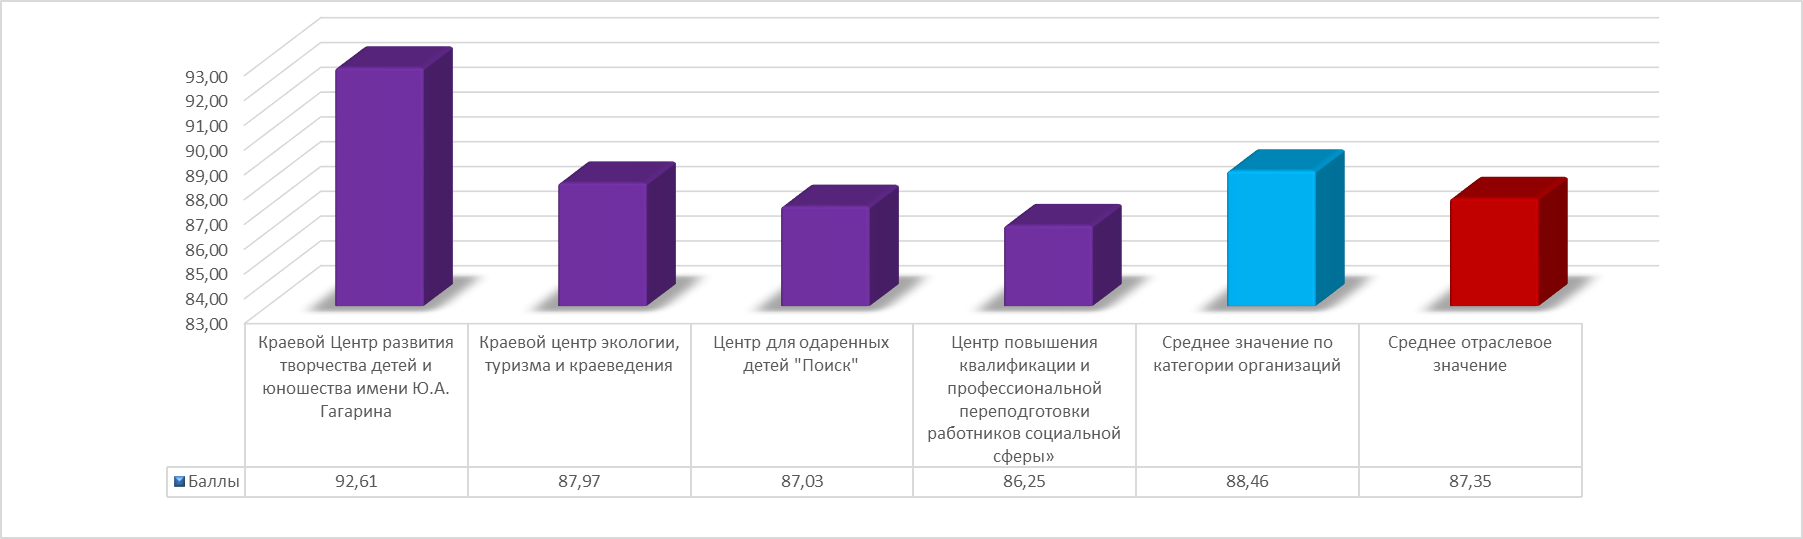 93,00
92,00
91,00
90,00
89,00
88,00
87,00
86,00
85,00
84,00
83,00
Краевой Центр развития
творчества детей и
юношества имени Ю.А.
Гагарина
Краевой центр экологии,
туризма и краеведения
Центр для одаренных
детей "Поиск"
Центр повышения
квалификации и
профессиональной
переподготовки
работников социальной
сферы»
Среднее значение по
категории организаций
Среднее отраслевое
значение
Баллы 92,61 87,97 87,03 86,25 88,46 87,35